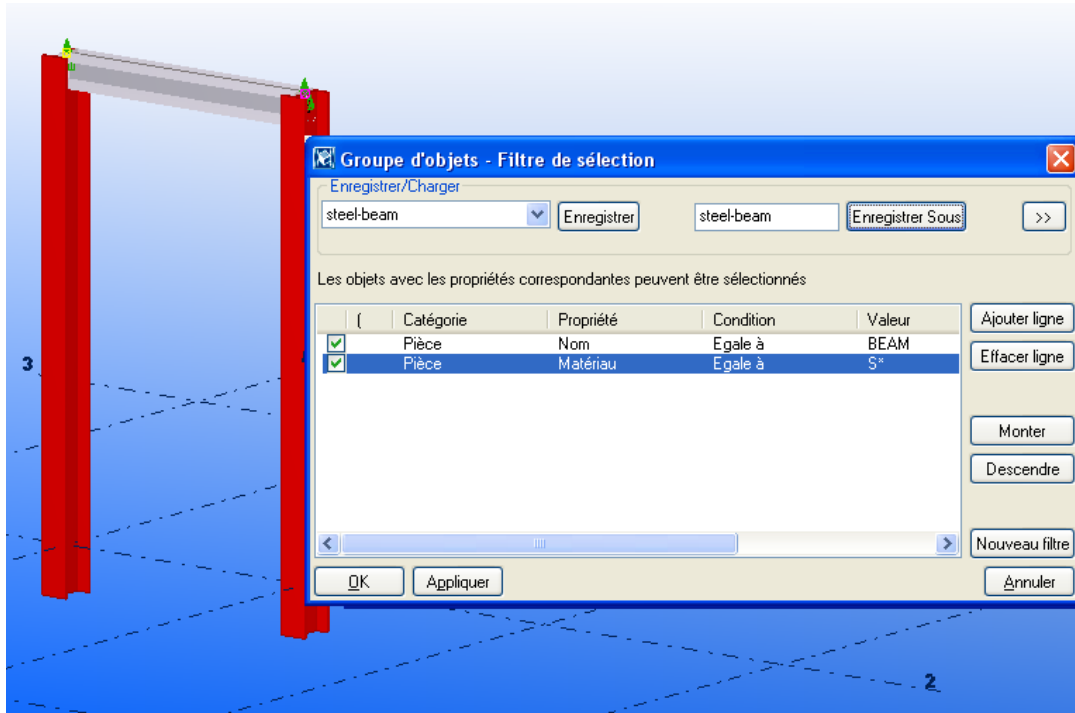 Groupe d'objets - Filtre de sélection
Enregistrer/Charger
steel-beam Enregistrer steel-beam Enregistrer Sous >>
Les objets avec les propriétés correspondantes peuvent être sélectionnés
( Catégorie Propriété Condition Valeur Ajouter ligne
Pièce Nom Egale à BEAM
Pièce Matériau Egale à S* Effacer ligne
3
Monter
Descendre
Nouveau filtre
OK Appliquer Annuler
2